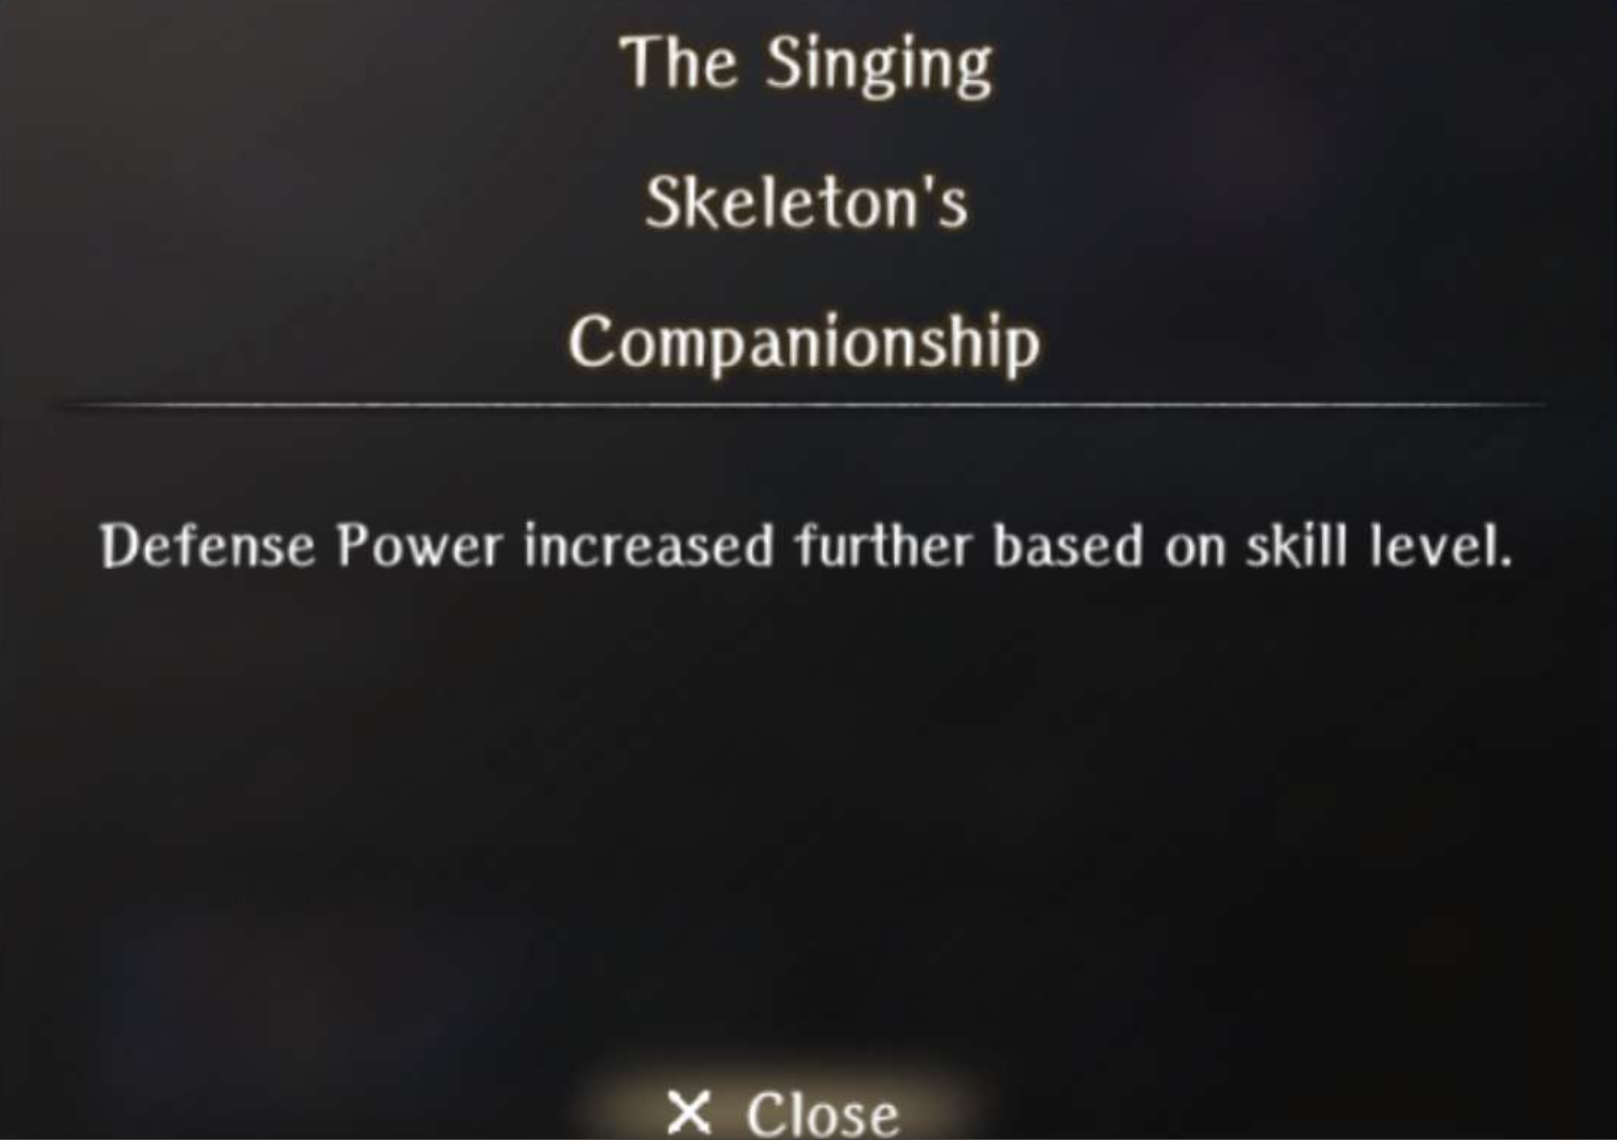 The Singing
Skeleton's
Companionship
Defense Power increased further based on skill level.
X Close